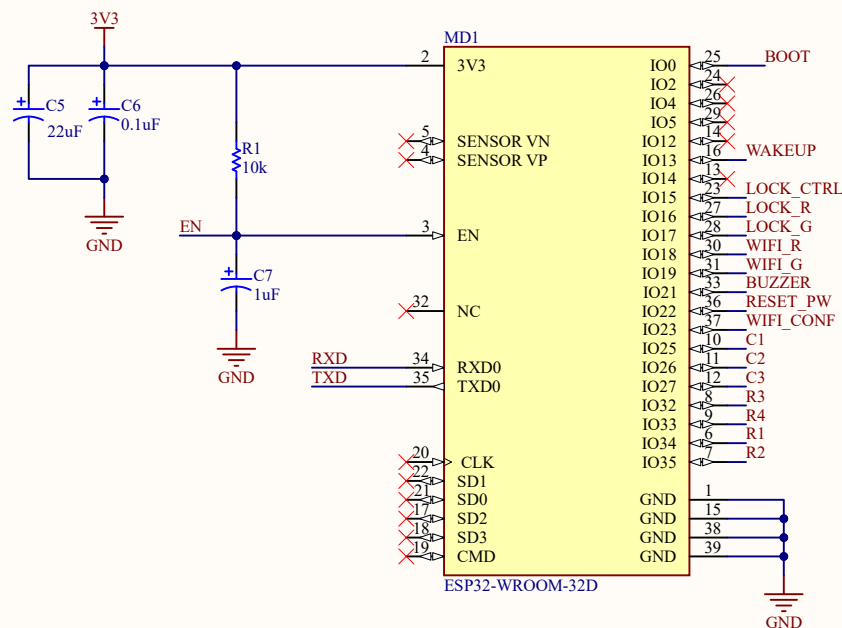 3V3
C5
22uF
C6
0.1uF
GND
R1
10k
EN
C7
1uF
GND
RXD
TXD
MD1
2 3V3
5 SENSOR VN
4 SENSOR VP
3 EN
32 NC
34 RXD0
35 TXD0
20 CLK
22 SD1
21 SD0
17 SD2
18 SD3
19 CMD
IO0 25 BOOT
IO2 24
IO4 26
IO5 29
IO12 14
IO13 16 WAKEUP
IO14 13
IO15 23 LOCK_CTRL
IO16 27 LOCK_R
IO17 28 LOCK_G
IO18 30 WIFI_R
IO19 31 WIFI_G
IO21 33 BUZZER
IO22 36 RESET_PW
IO23 37 WIFI_CONF
IO25 10 C1
IO26 11 C2
IO27 12 C3
IO32 8 R3
IO33 9 R4
IO34 6 R1
IO35 7 R2
GND 1
GND 15
GND 38
GND 39
ESP32-WROOM-32D
GND